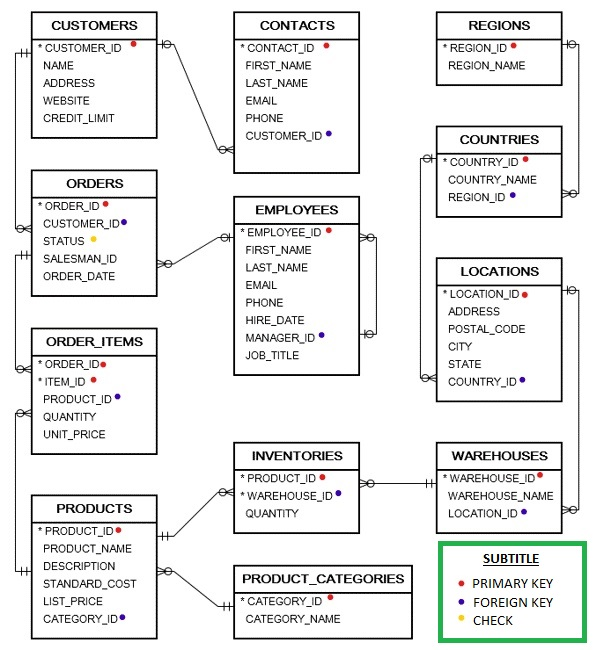 CUSTOMERS
* CUSTOMER_ID
NAME
ADDRESS
WEBSITE
CREDIT_LIMIT
CONTACTS
* CONTACT_ID
FIRST_NAME
LAST_NAME
EMAIL
PHONE
CUSTOMER_ID
REGIONS
* REGION_ID
REGION_NAME
COUNTRIES
* COUNTRY_ID
COUNTRY_NAME
REGION_ID
ORDERS
* ORDER_ID
CUSTOMER_ID
STATUS
SALESMAN_ID
ORDER_DATE
EMPLOYEES
* EMPLOYEE_ID
FIRST_NAME
LAST_NAME
EMAIL
PHONE
HIRE_DATE
MANAGER_ID
JOB_TITLE
LOCATIONS
* LOCATION_ID
ADDRESS
POSTAL_CODE
CITY
STATE
COUNTRY_ID
ORDER_ITEMS
* ORDER_ID
* ITEM_ID
PRODUCT_ID
QUANTITY
UNIT_PRICE
INVENTORIES
* PRODUCT_ID
* WAREHOUSE_ID
QUANTITY
WAREHOUSES
* WAREHOUSE_ID
WAREHOUSE_NAME
LOCATION_ID
PRODUCTS
* PRODUCT_ID
PRODUCT_NAME
DESCRIPTION
STANDARD_COST
LIST_PRICE
CATEGORY_ID
PRODUCT_CATEGORIES
* CATEGORY_ID
CATEGORY_NAME
SUBTITLE
PRIMARY KEY
FOREIGN KEY
CHECK